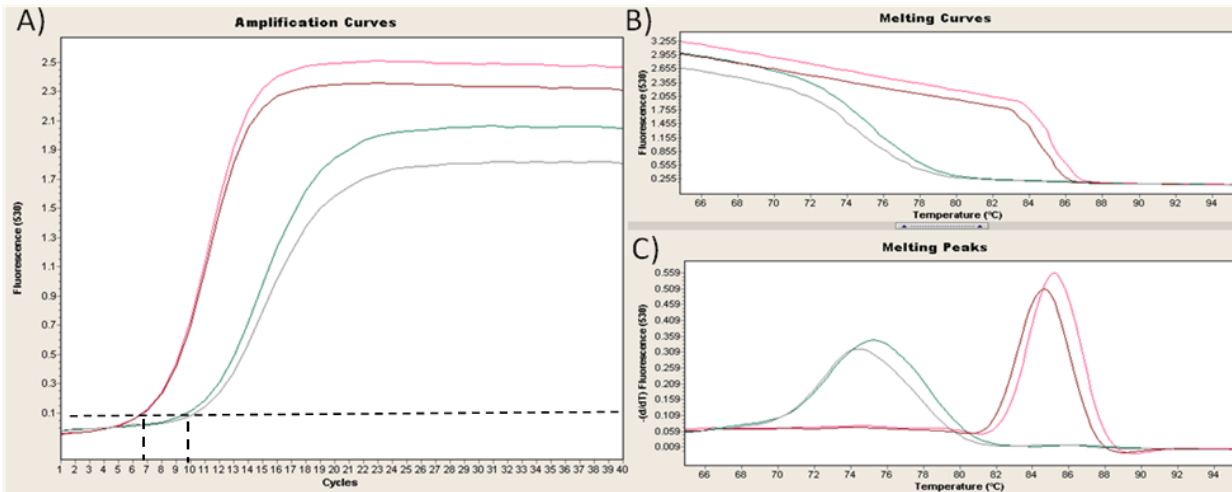 A)
Amplification Curves
Fluorescence (530)
2.5
2.3
2.1
1.9
1.7
1.5
1.3
1.1
0.9
0.7
0.5
0.3
0.1
1 2 3 4 5 6 7 8 9 10 11 12 13 14 15 16 17 18 19 20 21 22 23 24 25 26 27 28 29 30 31 32 33 34 35 36 37 38 39 40
Cycles
B)
Melting Curves
Fluorescence (530)
3.255
2.955
2.655
2.355
2.055
1.755
1.455
1.155
0.855
0.555
0.255
66 68 70 72 74 76 78 80 82 84 86 88 90 92 94
Temperature (°C)
C)
Melting Peaks
-(d/dT) Fluorescence (530)
0.559
0.509
0.459
0.409
0.359
0.309
0.259
0.209
0.159
0.109
0.059
0.009
66 68 70 72 74 76 78 80 82 84 86 88 90 92 94
Temperature (°C)